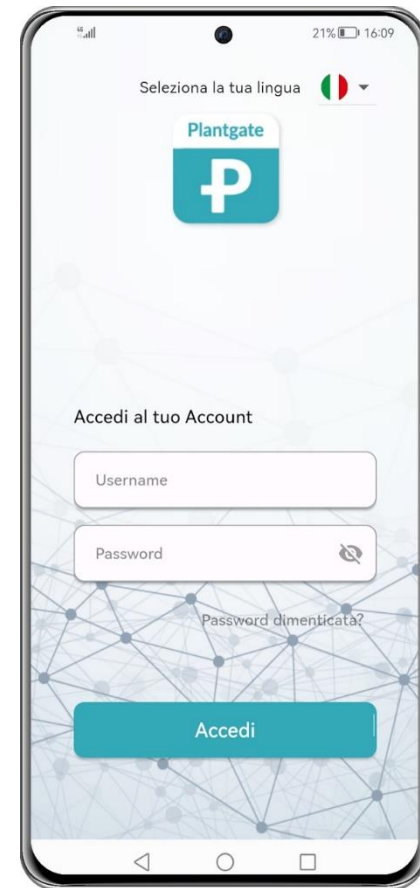 21% 16:09
Seleziona la tua lingua
Plantgate
P
Accedi al tuo Account
Username
Password
Password dimenticata?
Accedi